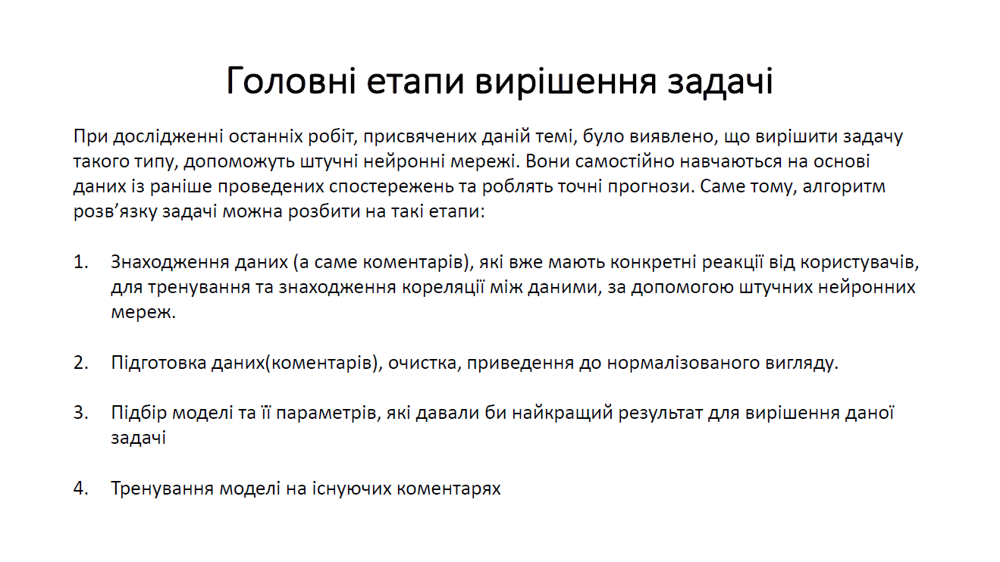 Головні етапи вирішення задачі
При дослідженні останніх робіт, присвячених даній темі, було виявлено, що вирішити задачу
такого типу, допоможуть штучні нейронні мережі. Вони самостійно навчаються на основі
даних із раніше проведених спостережень та роблять точні прогнози. Саме тому, алгоритм
розв’язку задачі можна розбити на такі етапи:
1. Знаходження даних (а саме коментарів), які вже мають конкретні реакції від користувачів,
для тренування та знаходження кореляції між даними, за допомогою штучних нейронних
мереж.
2. Підготовка даних(коментарів), очистка, приведення до нормалізованого вигляду.
3. Підбір моделі та її параметрів, які давали би найкращий результат для вирішення даної
задачі
4. Тренування моделі на існуючих коментарях